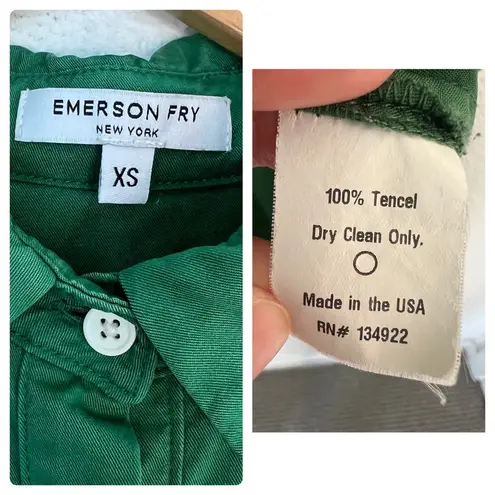 EMERSON FRY
NEW YORK
XS
100% Tencel
Dry Clean Only.
Made in the USA
RN# 134922